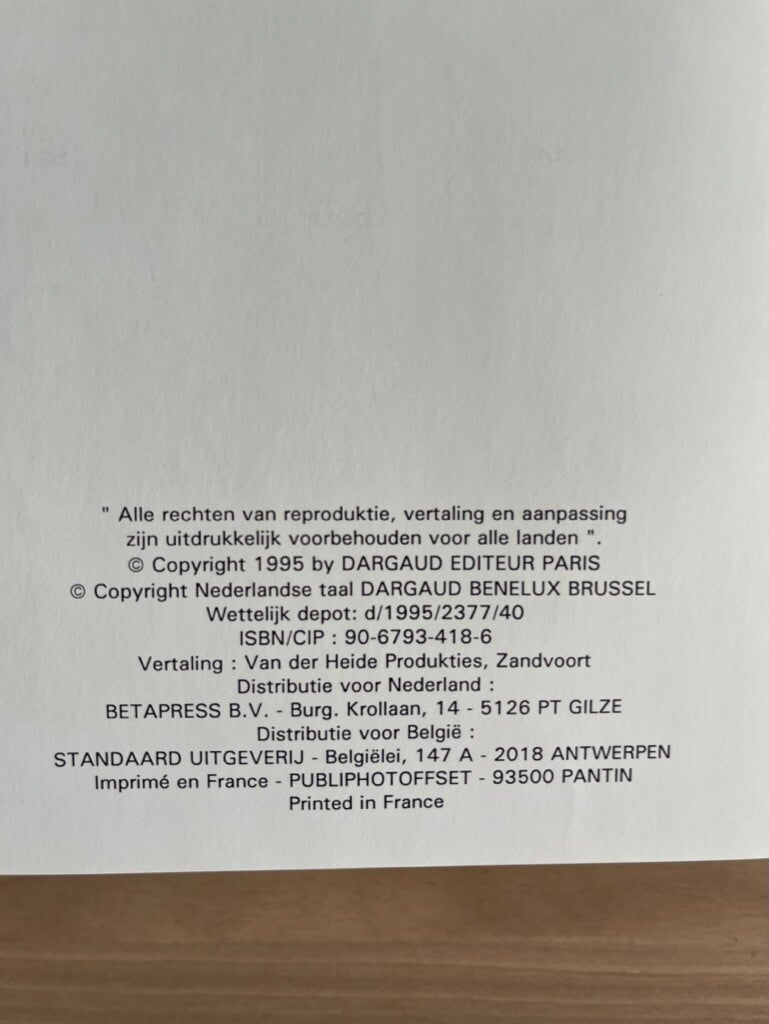 " Alle rechten van reproduktie, vertaling en aanpassing
zijn uitdrukkelijk voorbehouden voor alle landen ".
© Copyright 1995 by DARGAUD EDITEUR PARIS
© Copyright Nederlandse taal DARGAUD BENELUX BRUSSEL
Wettelijk depot: d/1995/2377/40
ISBN/CIP : 90-6793-418-6
Vertaling : Van der Heide Produkties, Zandvoort
Distributie voor Nederland :
BETAPRESS B.V. - Burg. Krollaan, 14 - 5126 PT GILZE
Distributie voor België :
STANDAARD UITGEVERIJ - Belgiëlei, 147 A - 2018 ANTWERPEN
Imprimé en France - PUBLIPHOTOFFSET - 93500 PANTIN
Printed in France